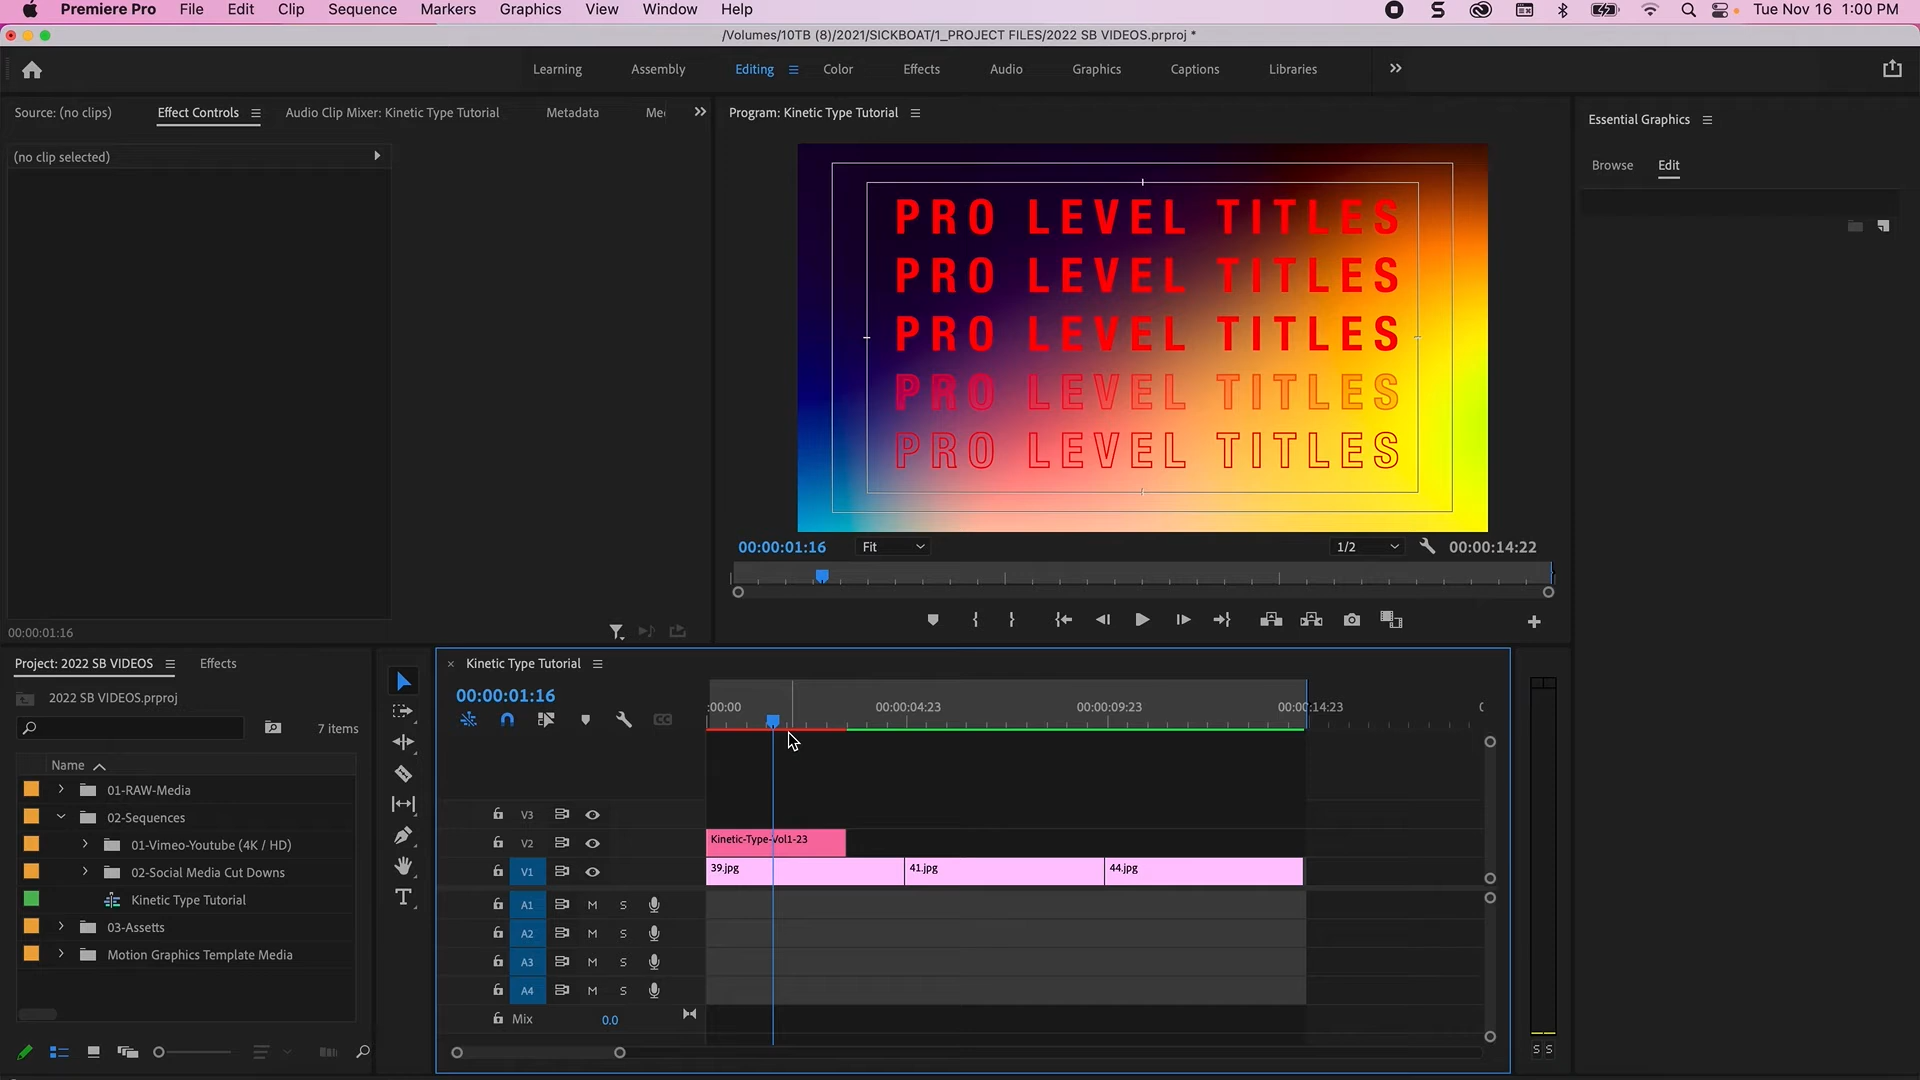 Premiere Pro File Edit Clip Sequence Markers Graphics View Window Help Tue Nov 16 1:00 PM
/Volumes/10TB (8)/2021/SICKBOAT/1_PROJECT FILES/2022 SB VIDEOS.prproj *
Learning Assembly Editing Color Effects Audio Graphics Captions Libraries
Source: (no clips) Effect Controls Audio Clip Mixer: Kinetic Type Tutorial Metadata Me
(no clip selected)
00:00:01:16
Program: Kinetic Type Tutorial
PRO LEVEL TITLES
PRO LEVEL TITLES
PRO LEVEL TITLES
PRO LEVEL TITLES
PRO LEVEL TITLES
00:00:01:16 Fit 1/2 00:00:14:22
Essential Graphics
Browse Edit
Project: 2022 SB VIDEOS Effects
2022 SB VIDEOS.prproj
7 items
Name
01-RAW-Media
02-Sequences
01-Vimeo-Youtube (4K / HD)
02-Social Media Cut Downs
Kinetic Type Tutorial
03-Assetts
Motion Graphics Template Media
Kinetic Type Tutorial
00:00:01:16
:00:00 00:00:04:23 00:00:09:23 00:00:14:23
V3
V2 Kinetic-Type-Vol1-23
V1 39.jpg 41.jpg 44.jpg
A1 M S
A2 M S
A3 M S
A4 M S
Mix 0.0
S S